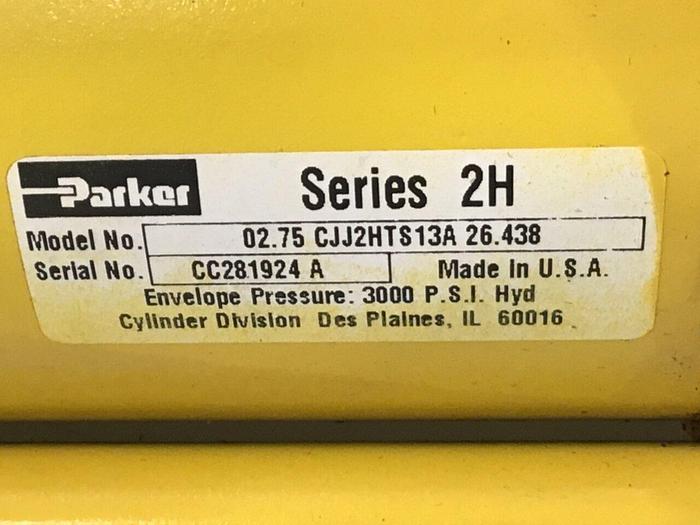 Parker Series 2H
Model No. 02.75 CJJ2HTS13A 26.438
Serial No. CC281924 A Made In U.S.A.
Envelope Pressure: 3000 P.S.I. Hyd
Cylinder Division Des Plaines, IL 60016